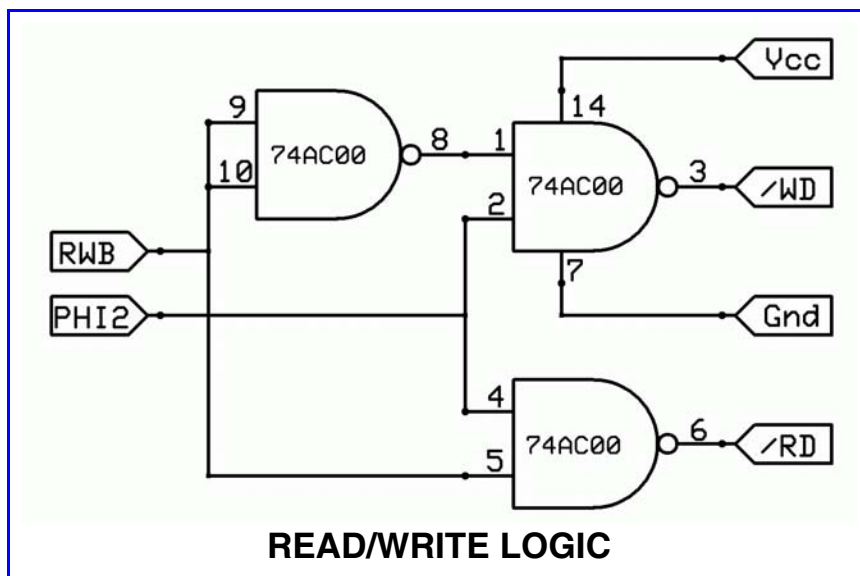 Vcc
14
9
8
1
74AC00
10
74AC00
3
/WD
2
RWB
7
PHI2
Gnd
4
6
/RD
74AC00
5
READ/WRITE LOGIC